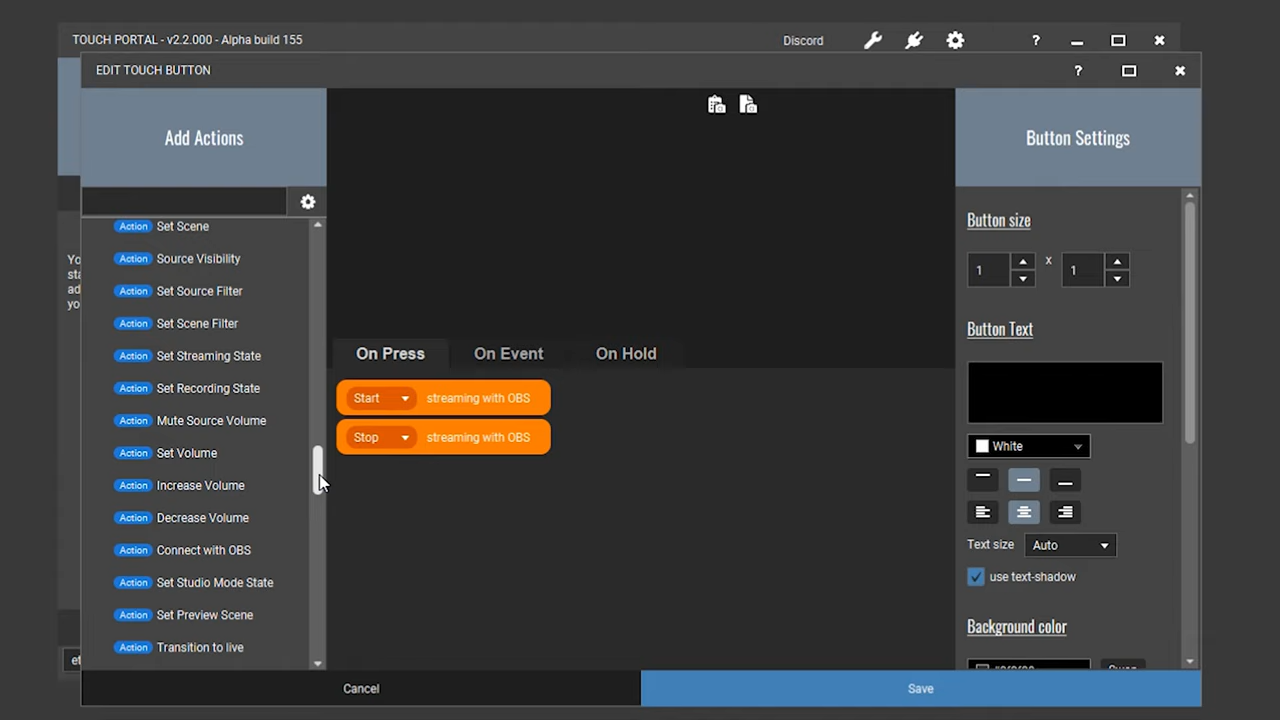 TOUCH PORTAL - v2.2.000 - Alpha build 155
Discord
?
EDIT TOUCH BUTTON
?
Add Actions
Button Settings
Action Set Scene
Action Source Visibility
Action Set Source Filter
Action Set Scene Filter
Action Set Streaming State
Action Set Recording State
Action Mute Source Volume
Action Set Volume
Action Increase Volume
Action Decrease Volume
Action Connect with OBS
Action Set Studio Mode State
Action Set Preview Scene
Action Transition to live
On Press
On Event
On Hold
Start streaming with OBS
Stop streaming with OBS
Button size
1 x 1
Button Text
White
Text size Auto
use text-shadow
Background color
Cancel
Save